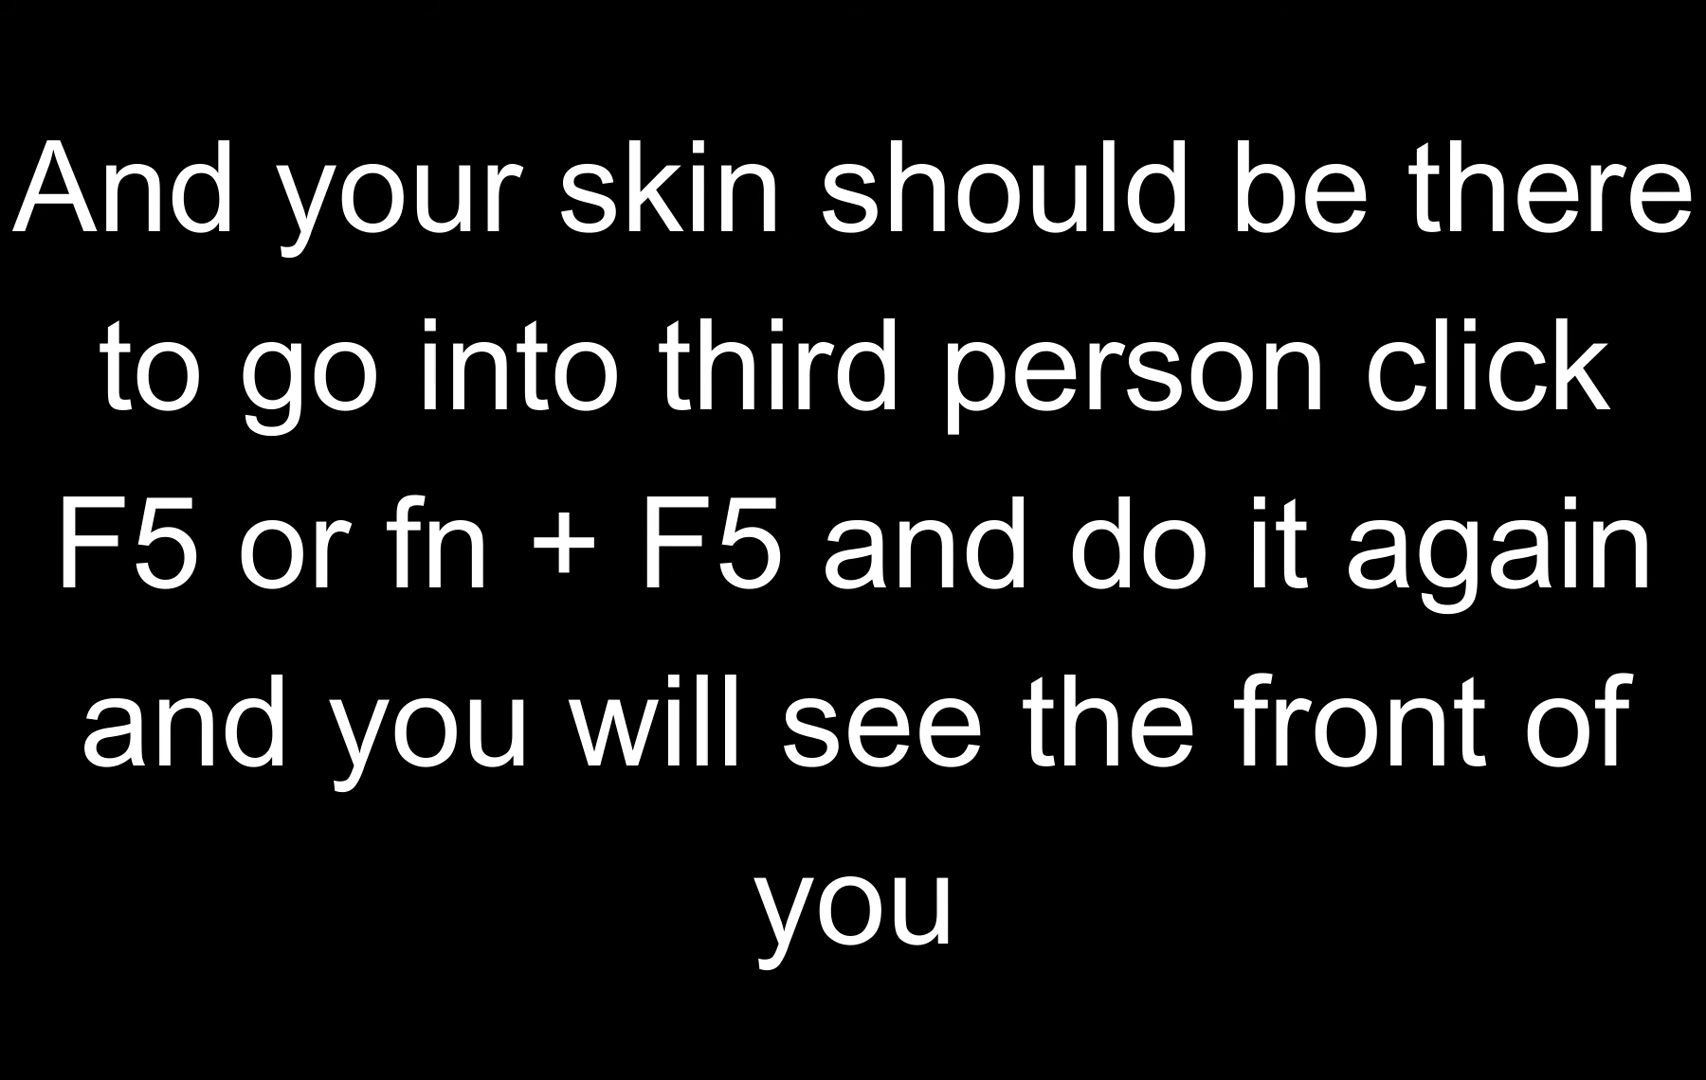 And your skin should be there
to go into third person click
F5 or fn + F5 and do it again
and you will see the front of
you